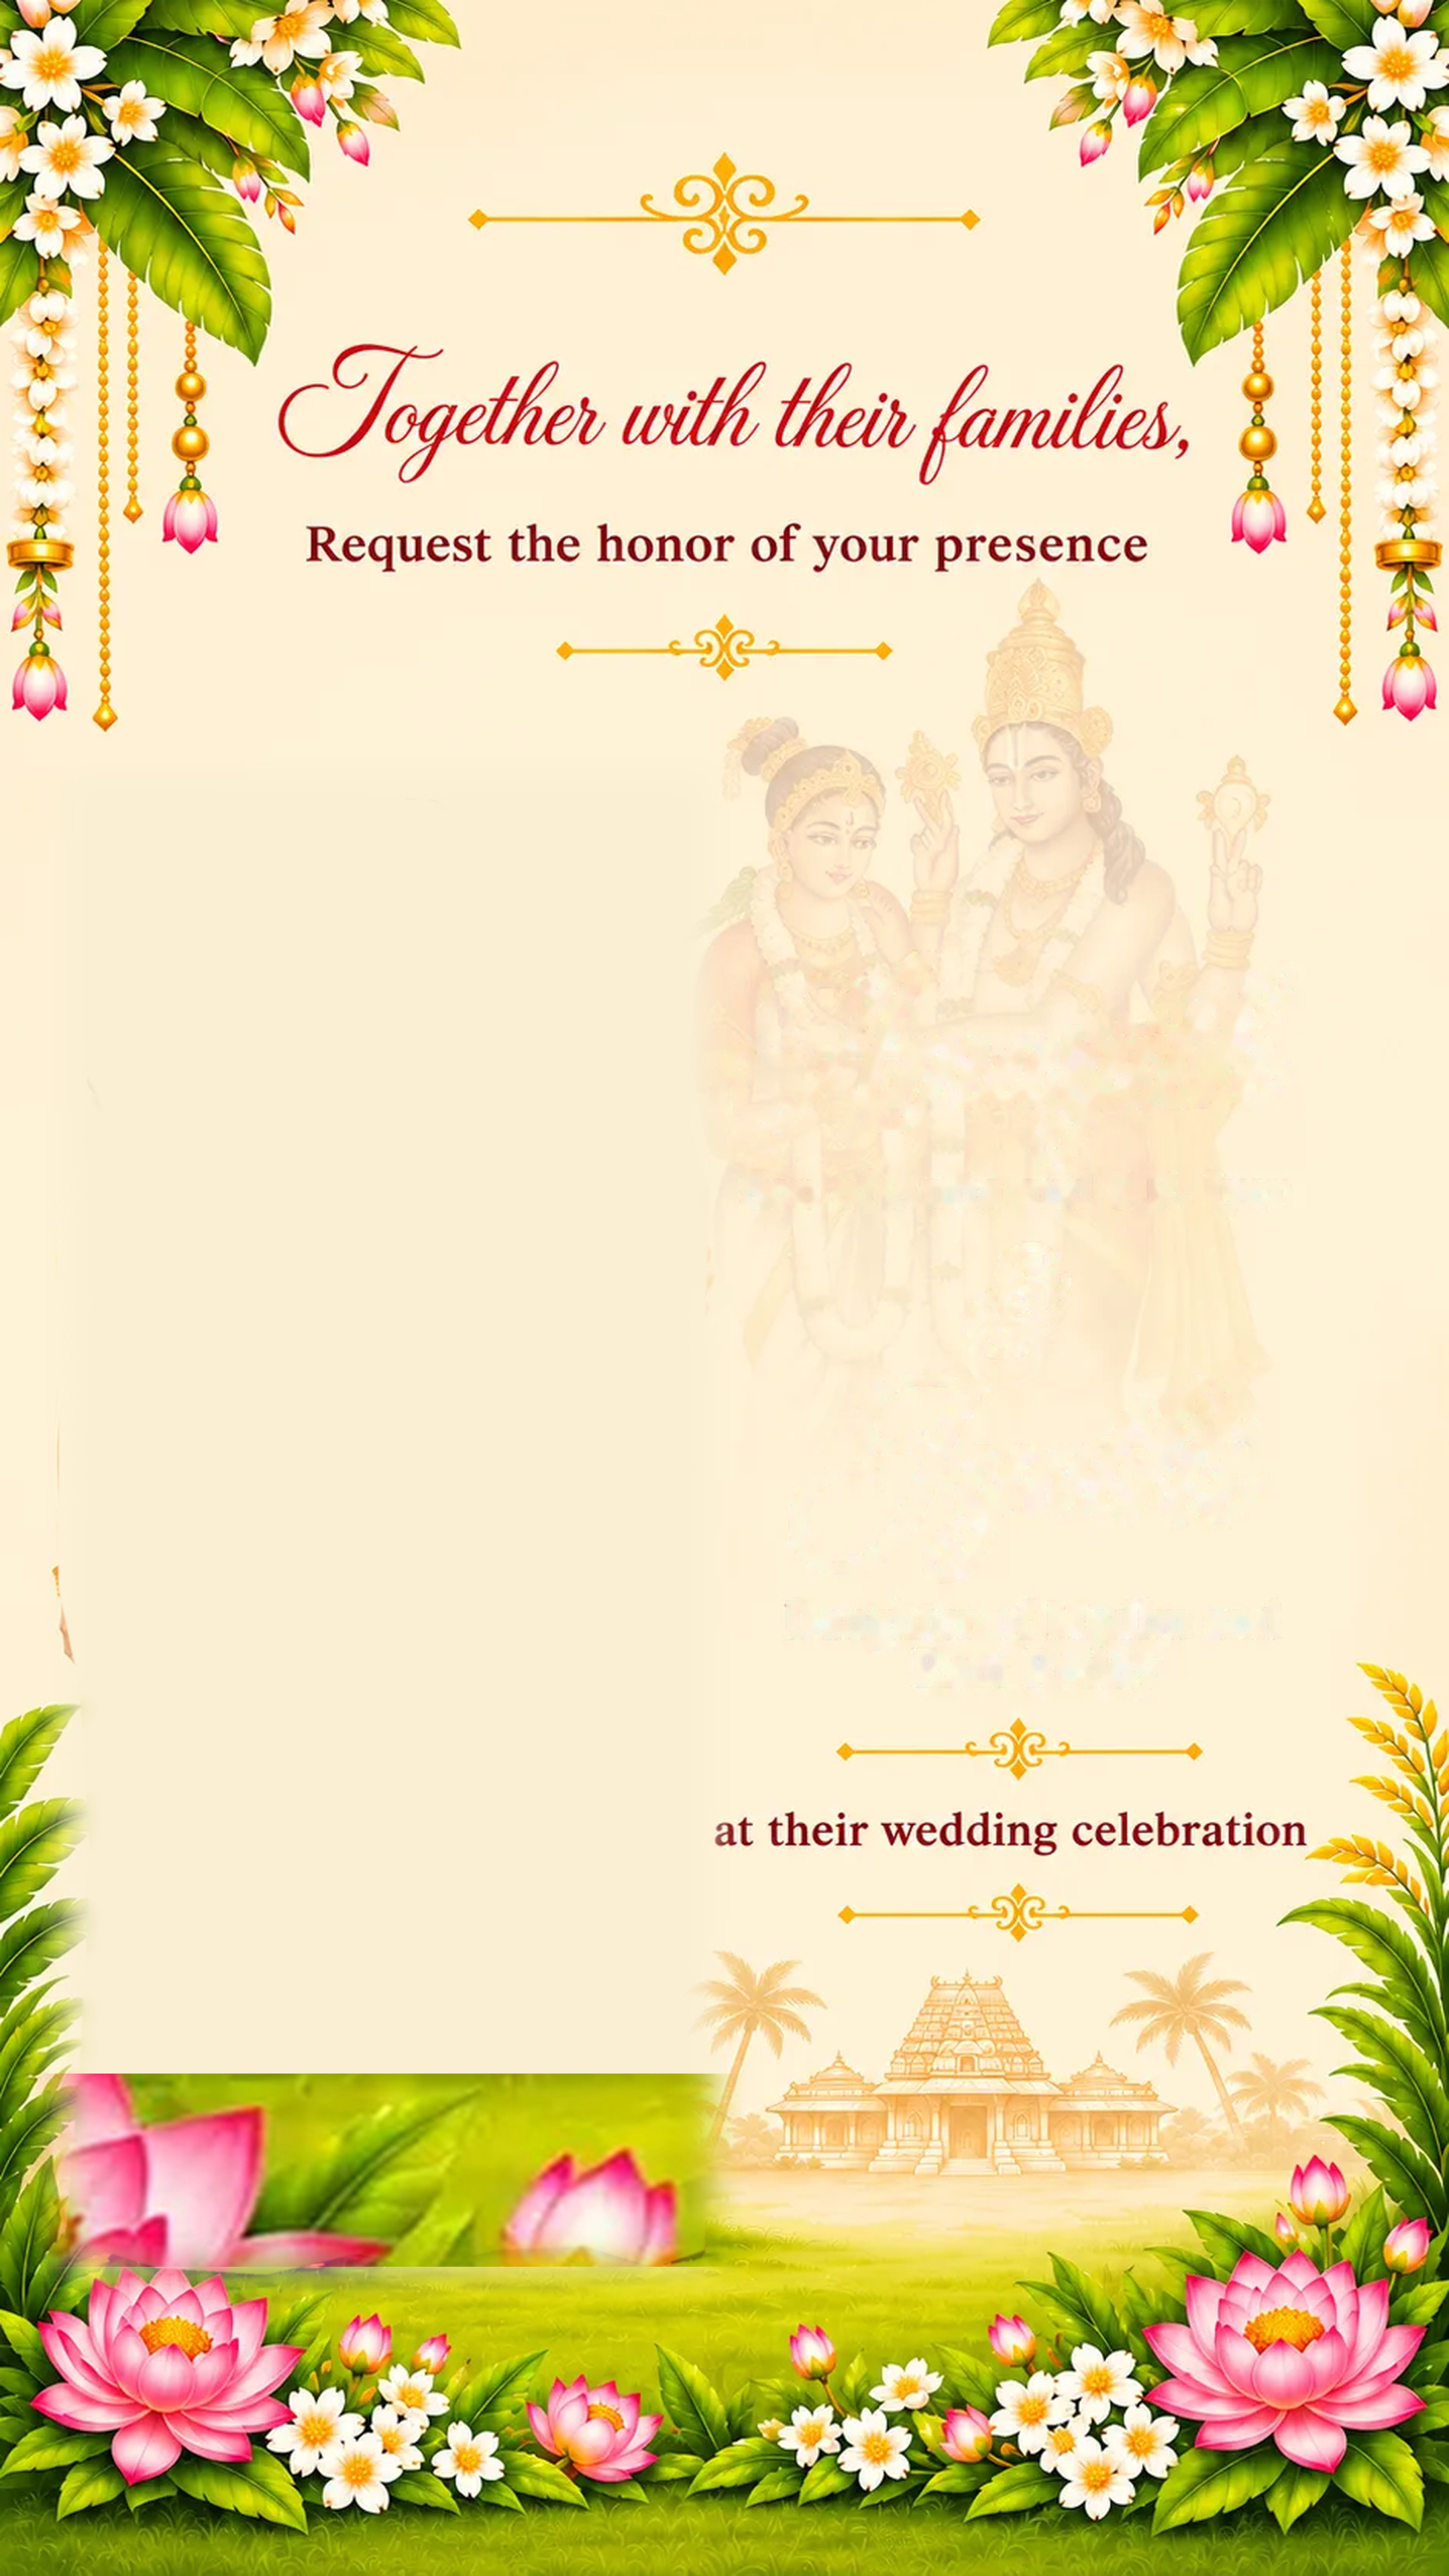 Together with their families,
Request the honor of your presence
at their wedding celebration